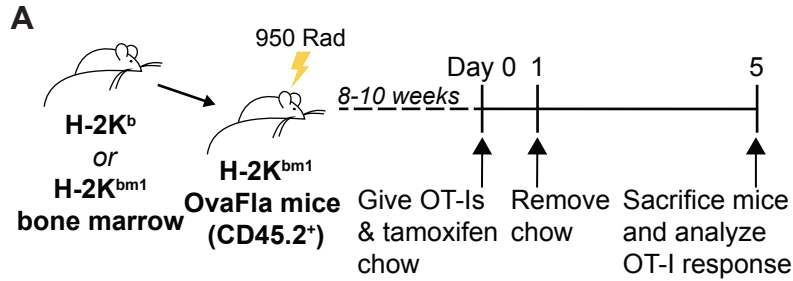 A
950 Rad
H-2Kᵇ
or
H-2Kᵇᵐ¹
bone marrow
H-2Kᵇᵐ¹
OvaFla mice
(CD45.2⁺)
8-10 weeks
Day 0 1 5
Give OT-Is
& tamoxifen
chow
Remove
chow
Sacrifice mice
and analyze
OT-I response